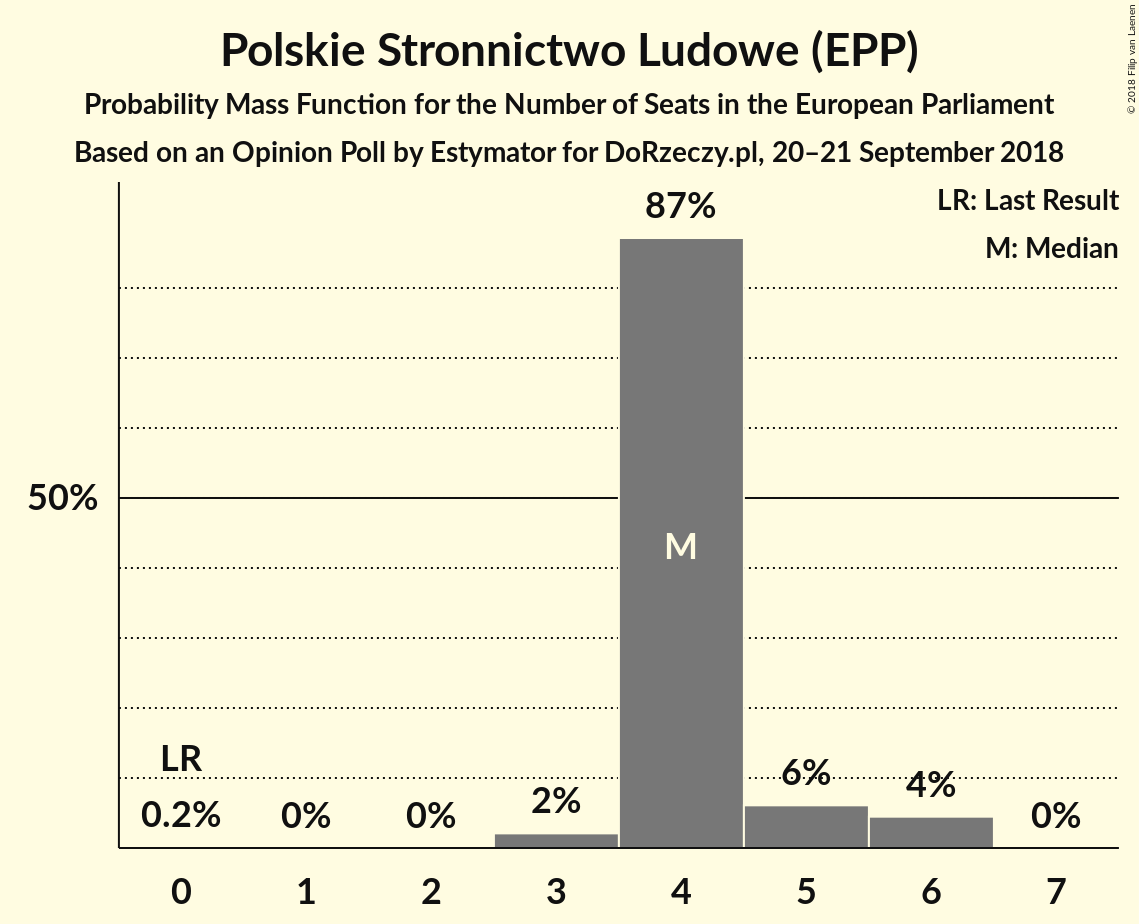 Polskie Stronnictwo Ludowe (EPP)
Probability Mass Function for the Number of Seats in the European Parliament
Based on an Opinion Poll by Estymator for DoRzeczy.pl, 20–21 September 2018
© 2018 Filip van Laenen
LR: Last Result
M: Median
87%
50%
M
LR
0.2%
0%
0%
2%
6%
4%
0%
0 1 2 3 4 5 6 7